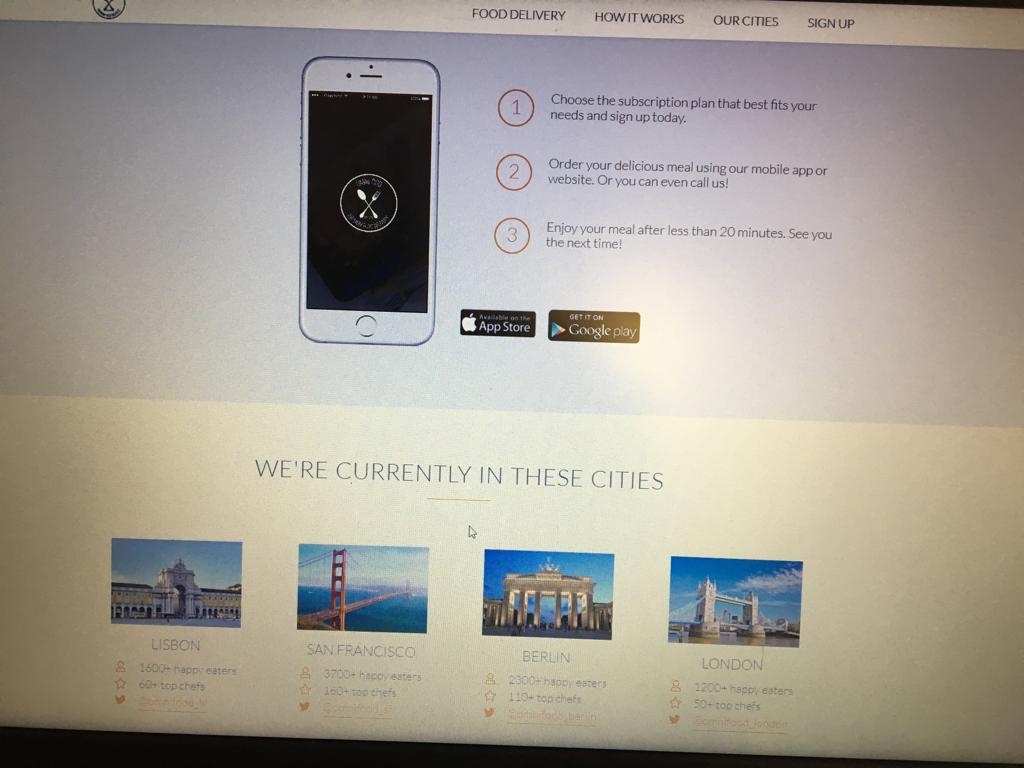 FOOD DELIVERY HOW IT WORKS OUR CITIES SIGN UP
1 Choose the subscription plan that best fits your
needs and sign up today.
2 Order your delicious meal using our mobile app or
website. Or you can even call us!
3 Enjoy your meal after less than 20 minutes. See you
the next time!
Available on the
App Store
GET IT ON
Google play
WE'RE CURRENTLY IN THESE CITIES
LISBON
1600+ happy eaters
60+ top chefs
@omnifood_lx
SAN FRANCISCO
3700+ happy eaters
160+ top chefs
@omnifood_sf
BERLIN
2300+ happy eaters
110+ top chefs
@omnifood_berlin
LONDON
1200+ happy eaters
50+ top chefs
@omnifood_london